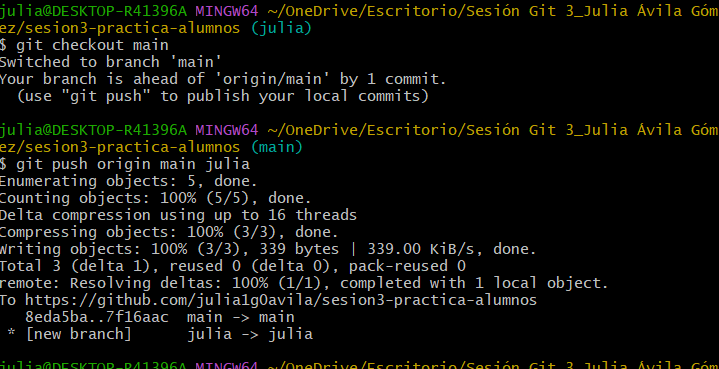 julia@DESKTOP-R41396A MINGW64 ~/OneDrive/Escritorio/Sesión Git 3_Julia Ávila Góm
ez/sesion3-practica-alumnos (julia)
$ git checkout main
Switched to branch 'main'
Your branch is ahead of 'origin/main' by 1 commit.
  (use "git push" to publish your local commits)
julia@DESKTOP-R41396A MINGW64 ~/OneDrive/Escritorio/Sesión Git 3_Julia Ávila Góm
ez/sesion3-practica-alumnos (main)
$ git push origin main julia
Enumerating objects: 5, done.
Counting objects: 100% (5/5), done.
Delta compression using up to 16 threads
Compressing objects: 100% (3/3), done.
Writing objects: 100% (3/3), 339 bytes | 339.00 KiB/s, done.
Total 3 (delta 1), reused 0 (delta 0), pack-reused 0
remote: Resolving deltas: 100% (1/1), completed with 1 local object.
To https://github.com/julia1g0avila/sesion3-practica-alumnos
   8eda5ba..7f16aac  main -> main
 * [new branch]      julia -> julia
julia@DESKTOP-R41396A MINGW64 ~/OneDrive/Escritorio/Sesión Git 3_Julia Ávila Góm